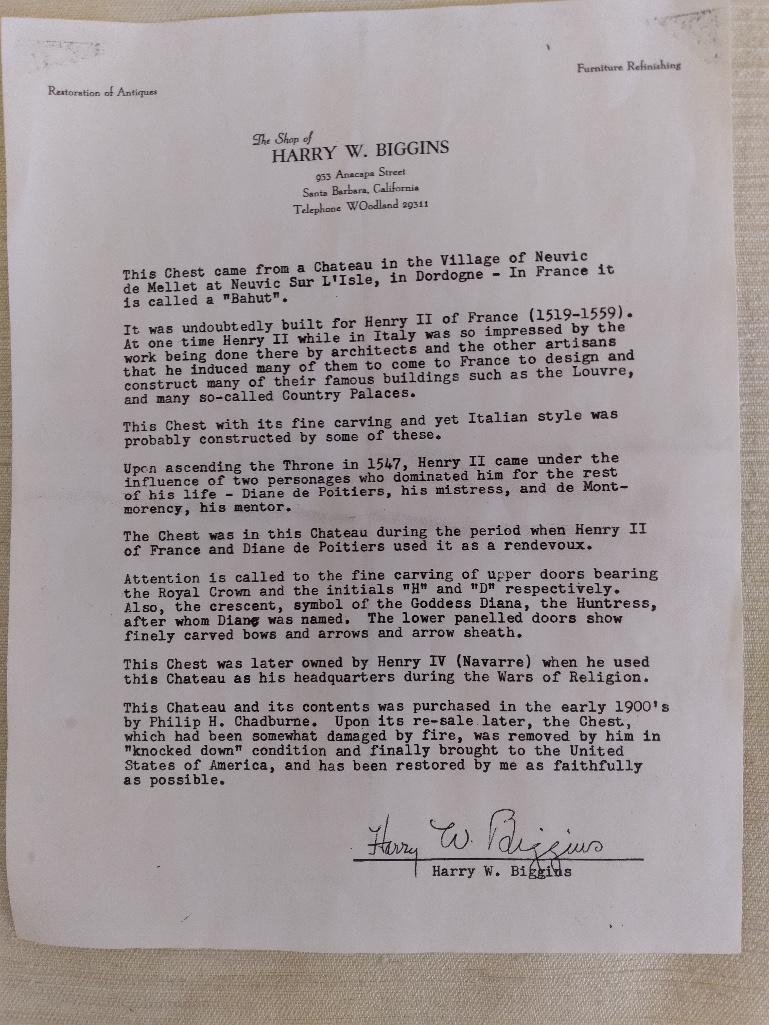 Restoration of Antiques
Furniture Refinishing
The Shop of
HARRY W. BIGGINS
933 Anacapa Street
Santa Barbara, California
Telephone WOodland 29311
This Chest came from a Chateau in the Village of Neuvic
de Mellet at Neuvic Sur L'Isle, in Dordogne - In France it
is called a "Bahut".
It was undoubtedly built for Henry II of France (1519-1559).
At one time Henry II while in Italy was so impressed by the
work being done there by architects and the other artisans
that he induced many of them to come to France to design and
construct many of their famous buildings such as the Louvre,
and many so-called Country Palaces.
This Chest with its fine carving and yet Italian style was
probably constructed by some of these.
Upon ascending the Throne in 1547, Henry II came under the
influence of two personages who dominated him for the rest
of his life - Diane de Poitiers, his mistress, and de Mont-
morency, his mentor.
The Chest was in this Chateau during the period when Henry II
of France and Diane de Poitiers used it as a rendevoux.
Attention is called to the fine carving of upper doors bearing
the Royal Crown and the initials "H" and "D" respectively.
Also, the crescent, symbol of the Goddess Diana, the Huntress,
after whom Diane was named.  The lower panelled doors show
finely carved bows and arrows and arrow sheath.
This Chest was later owned by Henry IV (Navarre) when he used
this Chateau as his headquarters during the Wars of Religion.
This Chateau and its contents was purchased in the early 1900's
by Philip H. Chadburne.  Upon its re-sale later, the Chest,
which had been somewhat damaged by fire, was removed by him in
"knocked down" condition and finally brought to the United
States of America, and has been restored by me as faithfully
as possible.
Harry W. Biggins
Harry W. Biggins